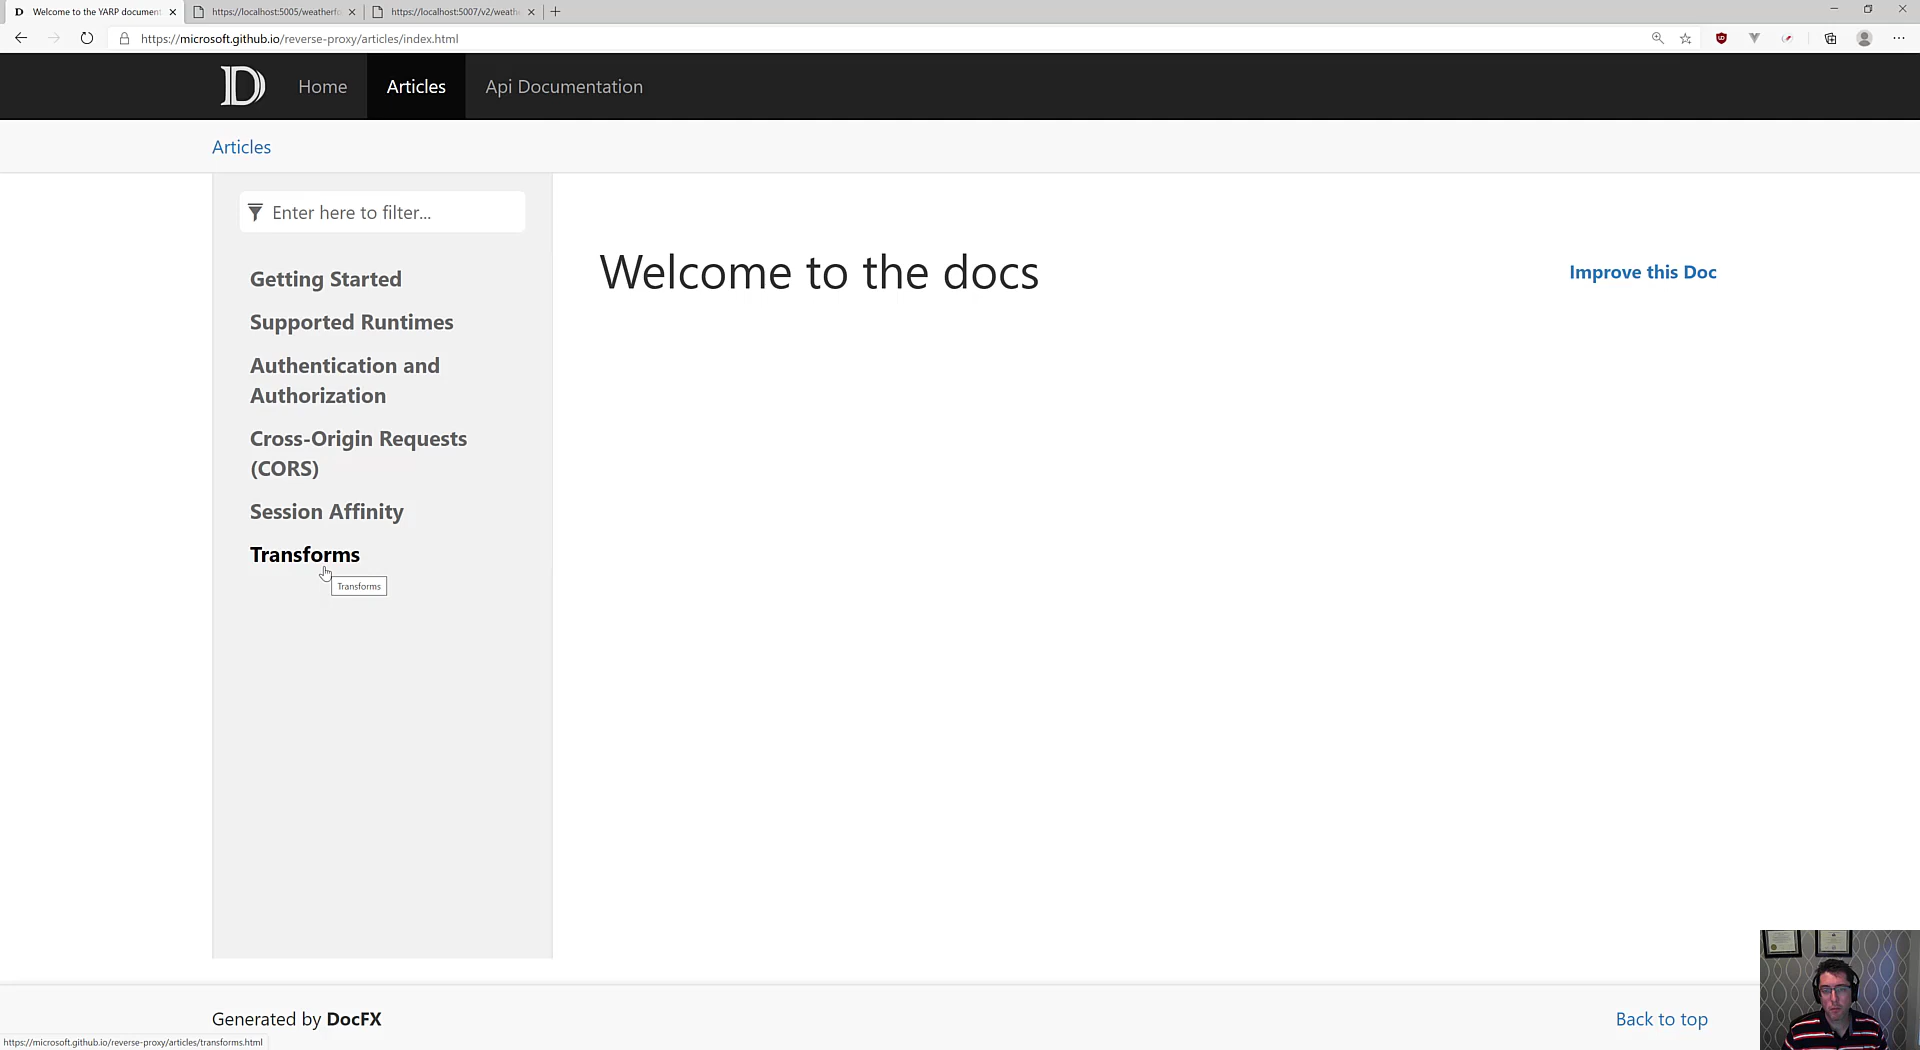 Welcome to the YARP document
https://localhost:5005/weatherfo
https://localhost:5007/v2/weathe
https://microsoft.github.io/reverse-proxy/articles/index.html
D
Home
Articles
Api Documentation
Articles
Enter here to filter...
Getting Started
Welcome to the docs
Improve this Doc
Supported Runtimes
Authentication and
Authorization
Cross-Origin Requests
(CORS)
Session Affinity
Transforms
Transforms
Generated by DocFX
Back to top
https://microsoft.github.io/reverse-proxy/articles/transforms.html